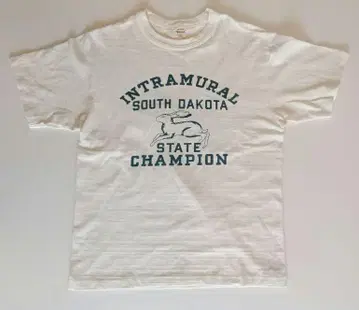 INTRAMURAL
SOUTH DAKOTA
STATE
CHAMPION